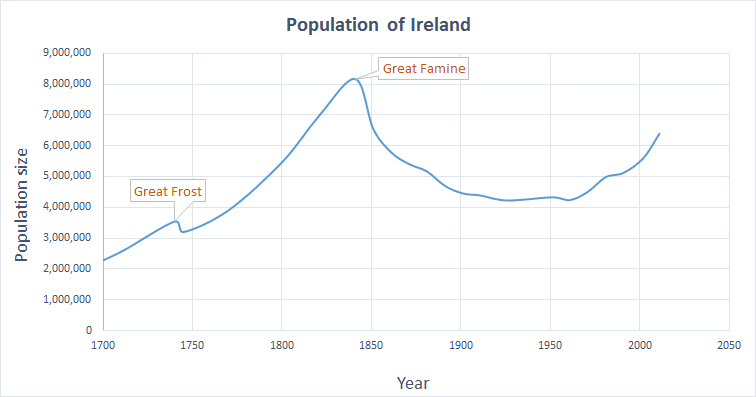 Population of Ireland
9,000,000
8,000,000
7,000,000
6,000,000
5,000,000
4,000,000
3,000,000
2,000,000
1,000,000
0
Population size
Great Famine
Great Frost
1700 1750 1800 1850 1900 1950 2000 2050
Year